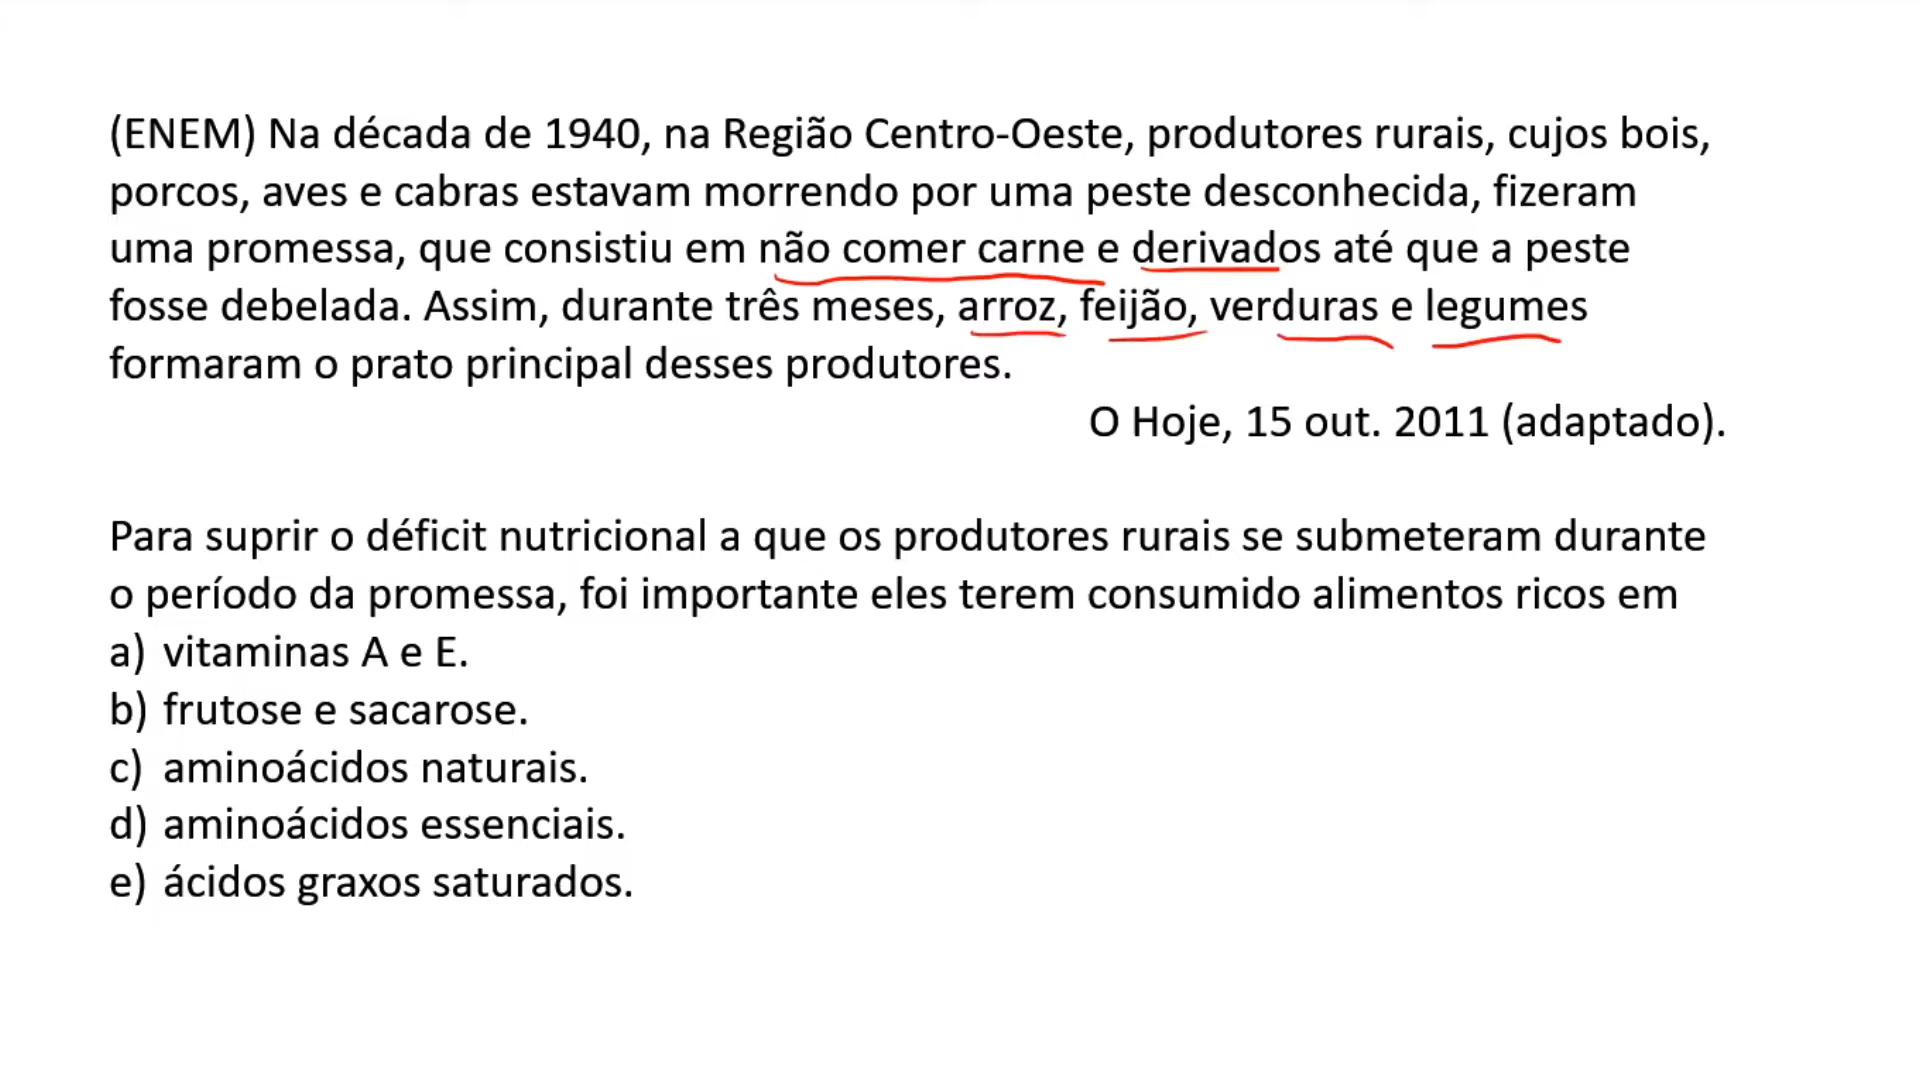 (ENEM) Na década de 1940, na Região Centro-Oeste, produtores rurais, cujos bois,
porcos, aves e cabras estavam morrendo por uma peste desconhecida, fizeram
uma promessa, que consistiu em não comer carne e derivados até que a peste
fosse debelada. Assim, durante três meses, arroz, feijão, verduras e legumes
formaram o prato principal desses produtores.
O Hoje, 15 out. 2011 (adaptado).
Para suprir o déficit nutricional a que os produtores rurais se submeteram durante
o período da promessa, foi importante eles terem consumido alimentos ricos em
a) vitaminas A e E.
b) frutose e sacarose.
c) aminoácidos naturais.
d) aminoácidos essenciais.
e) ácidos graxos saturados.